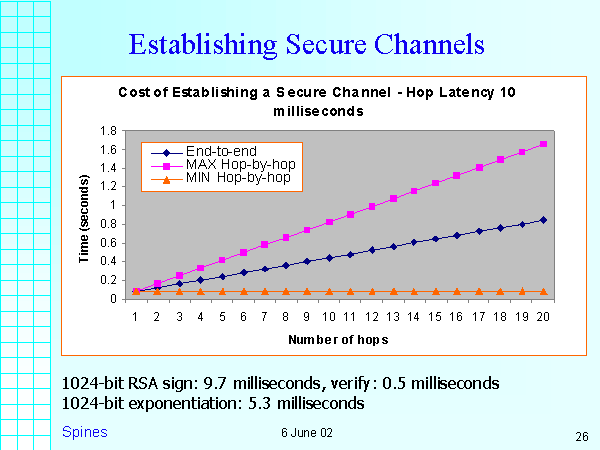 Establishing Secure Channels
Cost of Establishing a Secure Channel - Hop Latency 10
milliseconds
1.8
1.6
1.4
1.2
1
0.8
0.6
0.4
0.2
0
Time (seconds)
End-to-end
MAX Hop-by-hop
MIN Hop-by-hop
1 2 3 4 5 6 7 8 9 10 11 12 13 14 15 16 17 18 19 20
Number of hops
1024-bit RSA sign: 9.7 milliseconds, verify: 0.5 milliseconds
1024-bit exponentiation: 5.3 milliseconds
Spines 6 June 02 26